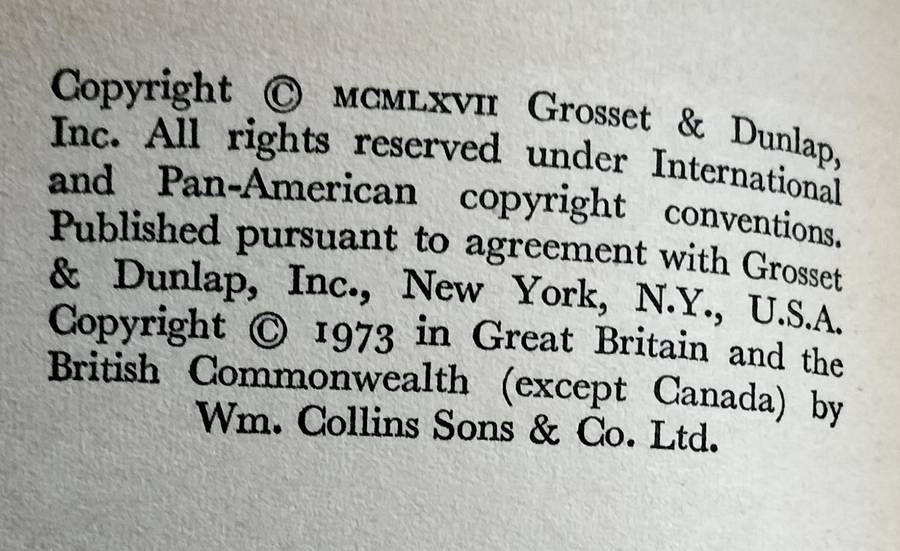 Copyright © MCMLXVII Grosset & Dunlap,
Inc. All rights reserved under International
and Pan-American copyright conventions.
Published pursuant to agreement with Grosset
& Dunlap, Inc., New York, N.Y., U.S.A.
Copyright © 1973 in Great Britain and the
British Commonwealth (except Canada) by
Wm. Collins Sons & Co. Ltd.